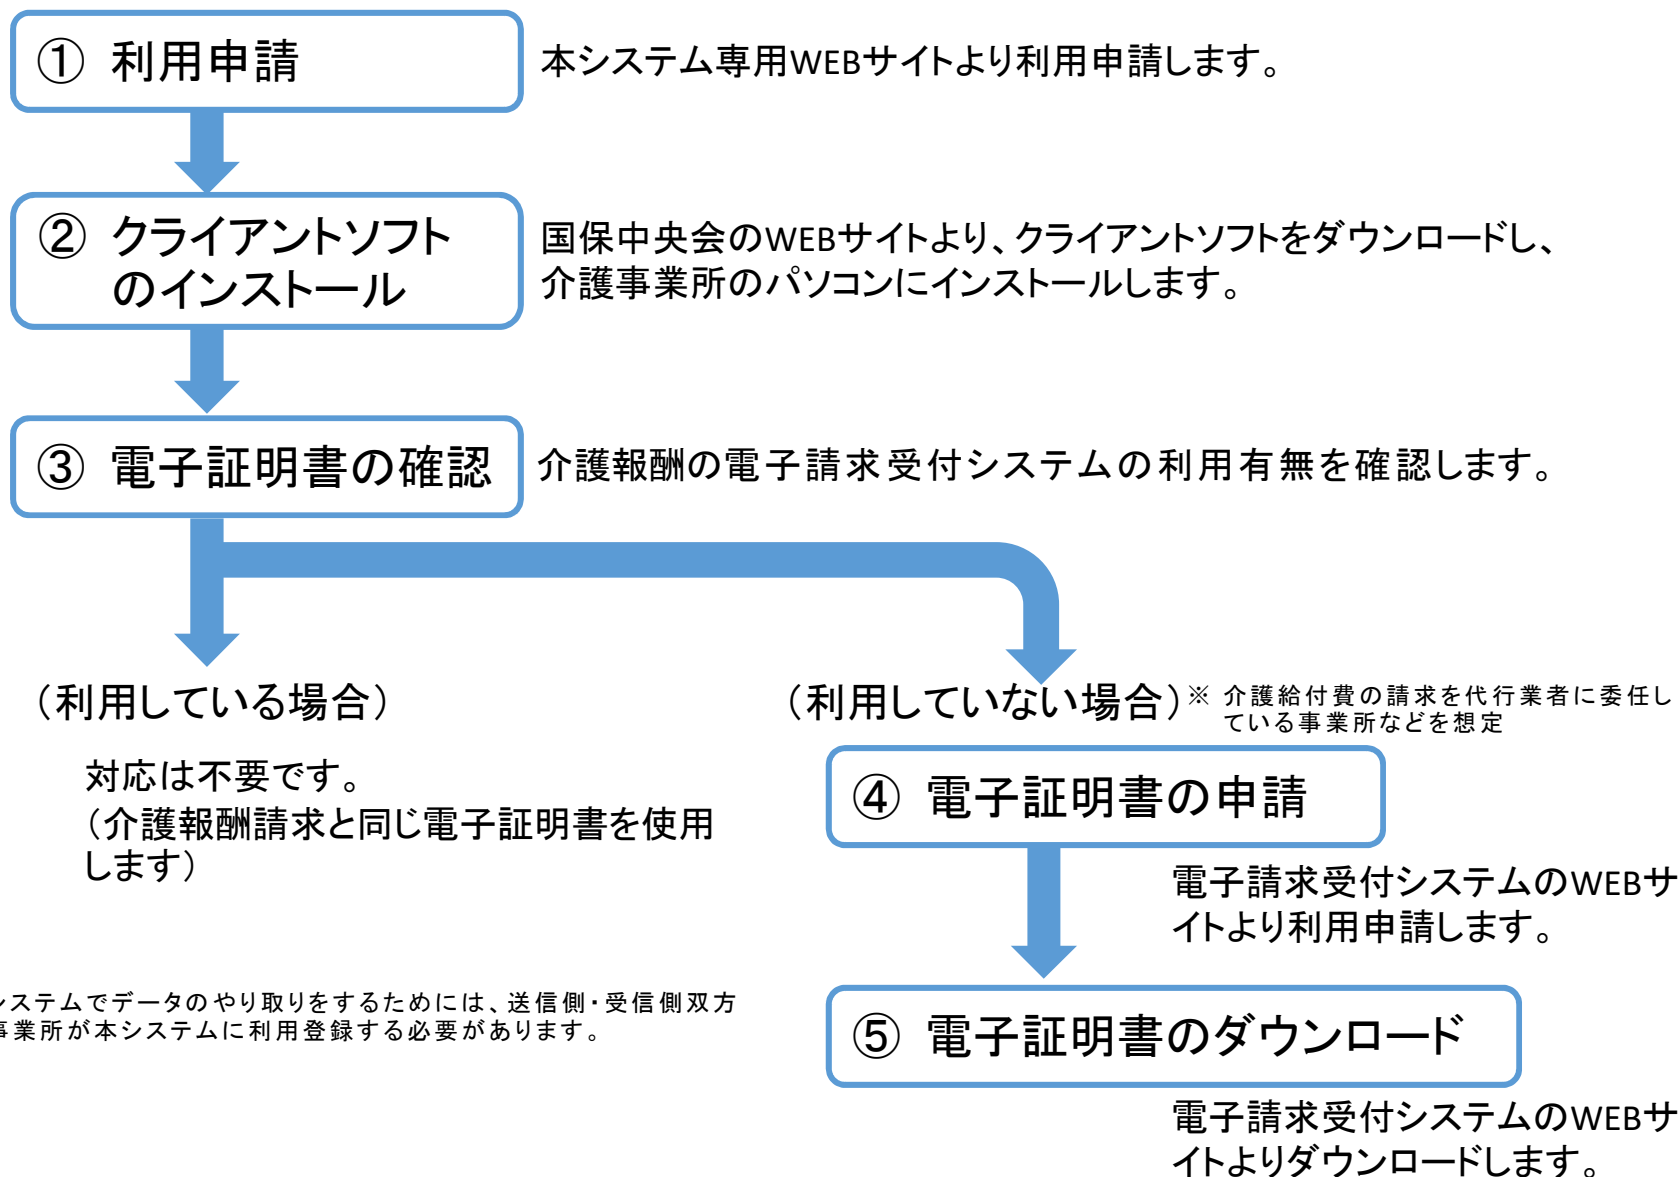 ① 利用申請
本システム専用WEBサイトより利用申請します。
② クライアントソフト
のインストール
国保中央会のWEBサイトより、クライアントソフトをダウンロードし、
介護事業所のパソコンにインストールします。
③ 電子証明書の確認
介護報酬の電子請求受付システムの利用有無を確認します。
（利用している場合）
対応は不要です。
（介護報酬請求と同じ電子証明書を使用
します）
（利用していない場合）
※ 介護給付費の請求を代行業者に委任し
ている事業所などを想定
④ 電子証明書の申請
電子請求受付システムのWEBサ
イトより利用申請します。
システムでデータのやり取りをするためには、送信側・受信側双方
事業所が本システムに利用登録する必要があります。
⑤ 電子証明書のダウンロード
電子請求受付システムのWEBサ
イトよりダウンロードします。